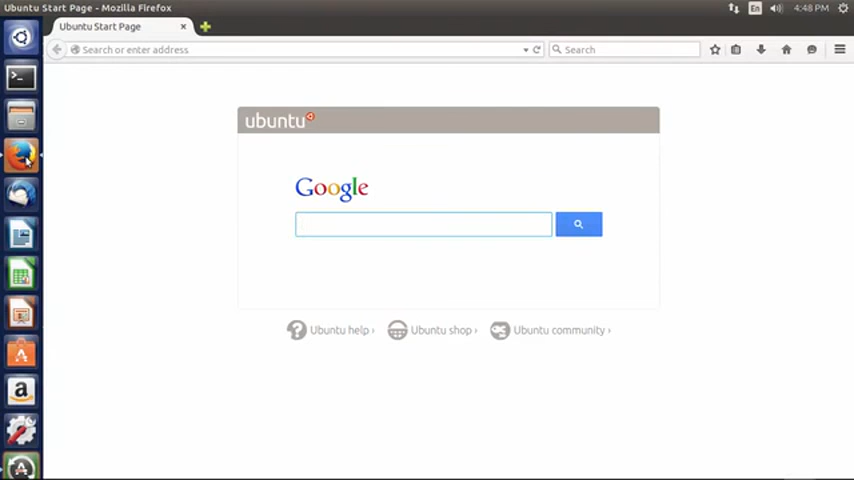 Ubuntu Start Page - Mozilla Firefox
En
4:48 PM
Ubuntu Start Page
Search or enter address
Search
ubuntu
Google
Ubuntu help ›
Ubuntu shop ›
Ubuntu community ›